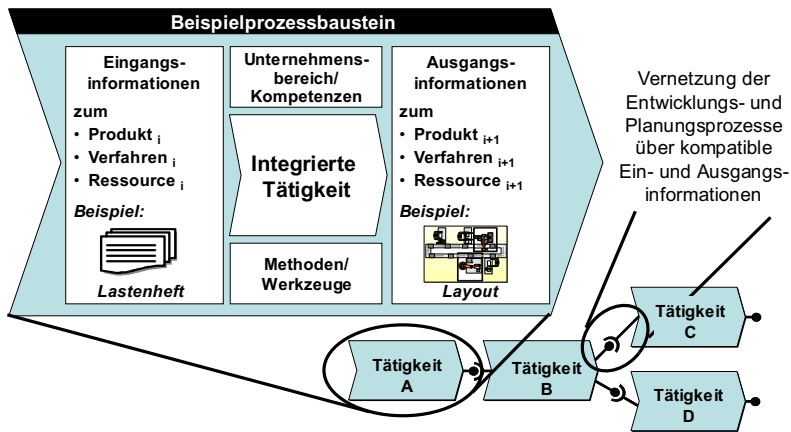 Beispielprozessbaustein
Eingangs-
informationen
zum
• Produkt i
• Verfahren i
• Ressource i
Beispiel:
Lastenheft
Unternehmens-
bereich/
Kompetenzen
Integrierte
Tätigkeit
Methoden/
Werkzeuge
Ausgangs-
informationen
zum
• Produkt i+1
• Verfahren i+1
• Ressource i+1
Beispiel:
Layout
Vernetzung der
Entwicklungs- und
Planungsprozesse
über kompatible
Ein- und Ausgangs-
informationen
Tätigkeit
A
Tätigkeit
B
Tätigkeit
C
Tätigkeit
D